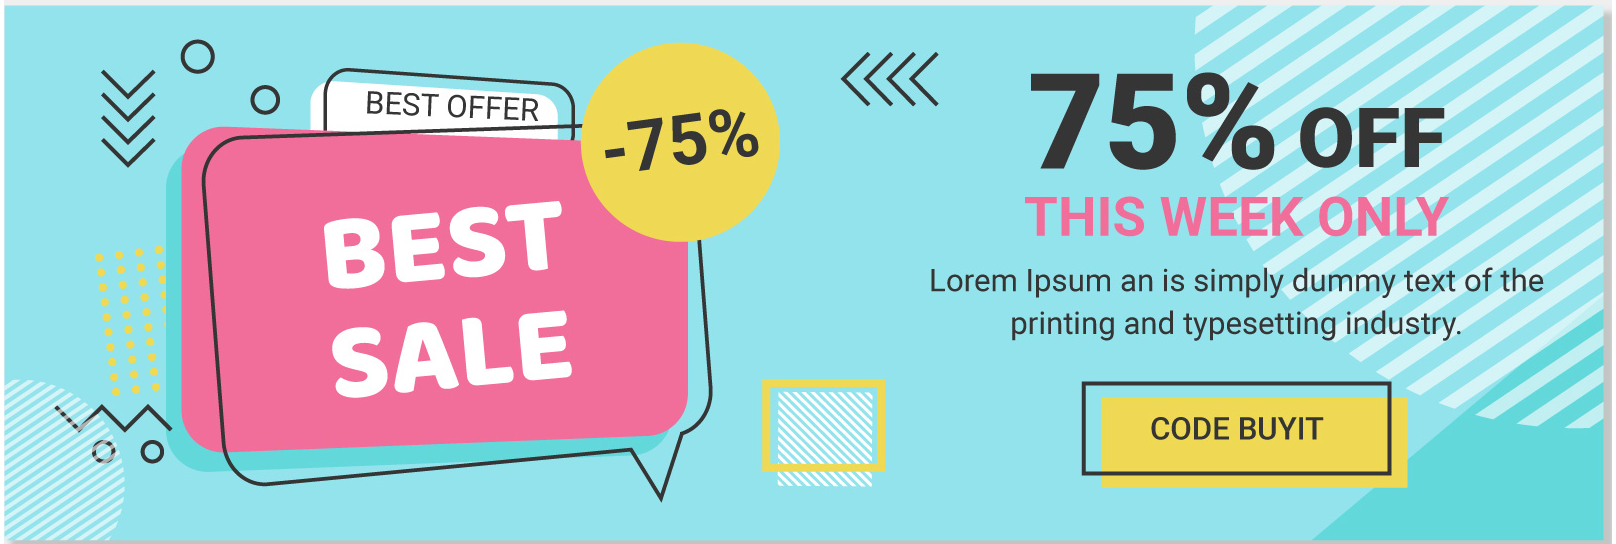 BEST OFFER
-75%
BEST
SALE
75% OFF
THIS WEEK ONLY
Lorem Ipsum an is simply dummy text of the
printing and typesetting industry.
CODE BUYIT